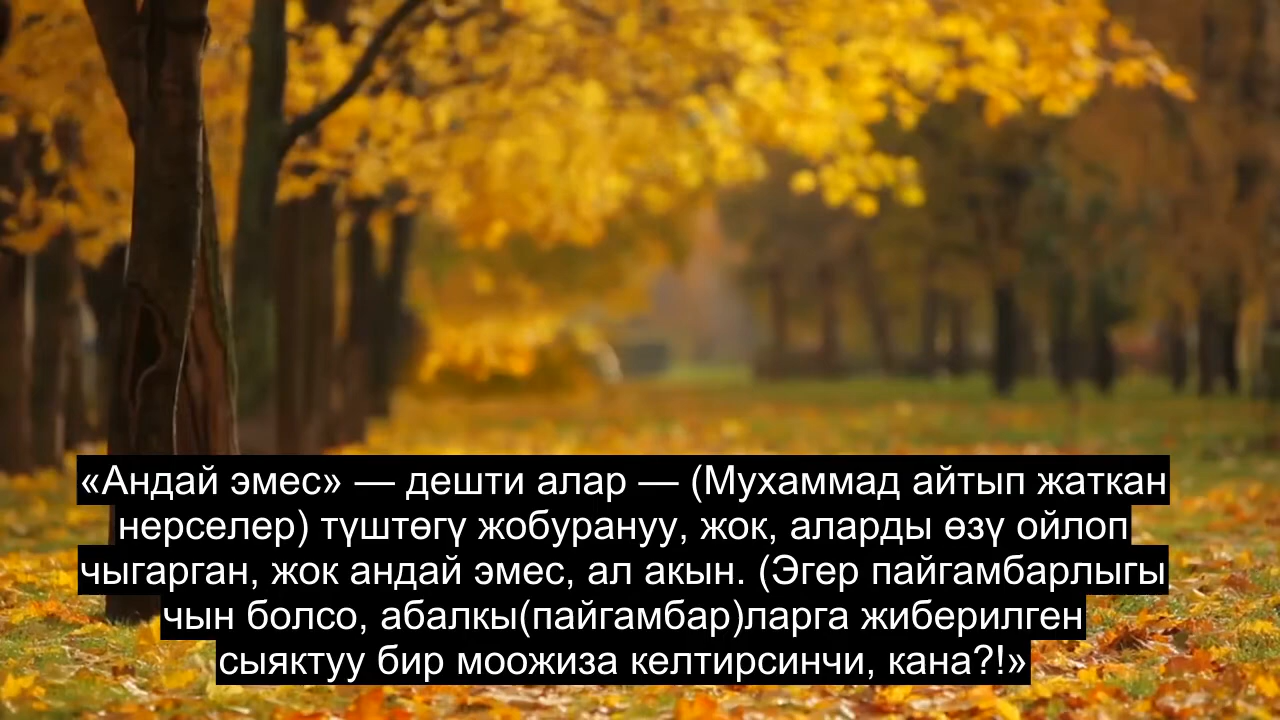 «Андай эмес» — дешти алар — (Мухаммад айтып жаткан
нерселер) түштөгү жобурануу, жок, аларды өзү ойлоп
чыгарган, жок андай эмес, ал акын. (Эгер пайгамбарлыгы
чын болсо, абалкы(пайгамбар)ларга жиберилген
сыяктуу бир моожиза келтирсинчи, кана?!»